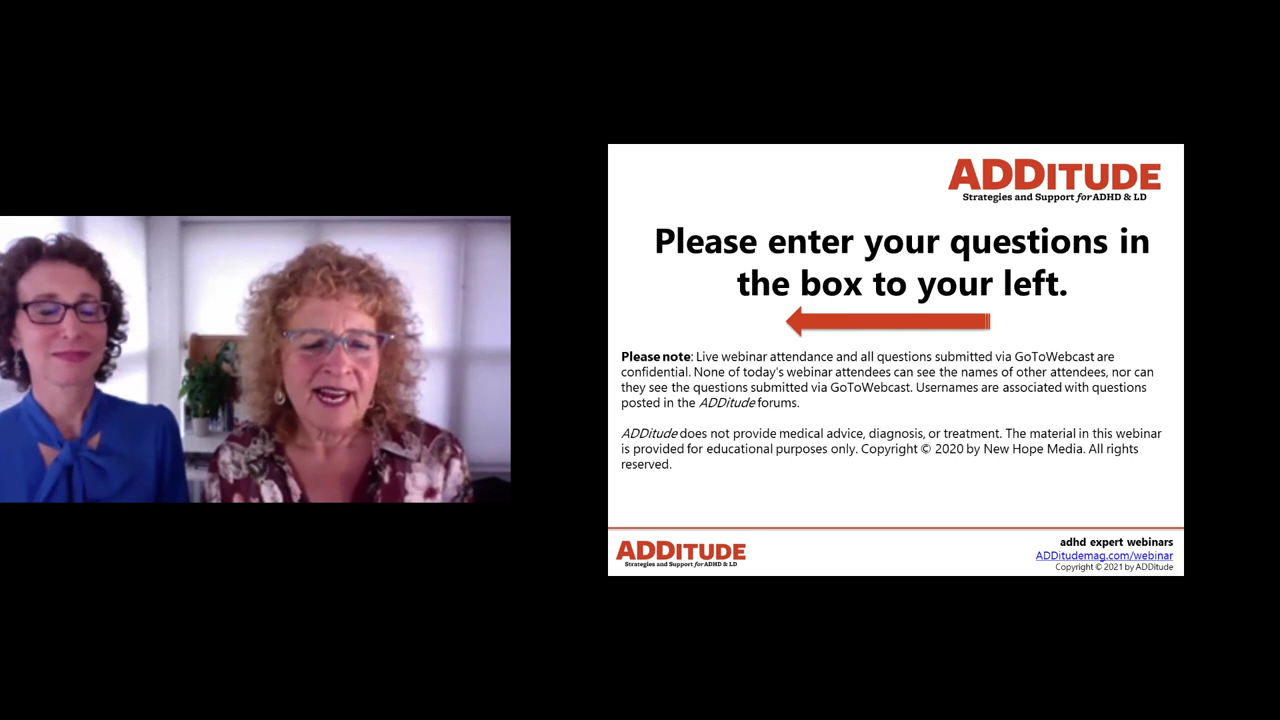 ADDITUDE
Strategies and Support for ADHD & LD
Please enter your questions in
the box to your left.
Please note: Live webinar attendance and all questions submitted via GoToWebcast are
confidential. None of today's webinar attendees can see the names of other attendees, nor can
they see the questions submitted via GoToWebcast. Usernames are associated with questions
posted in the ADDitude forums.
ADDitude does not provide medical advice, diagnosis, or treatment. The material in this webinar
is provided for educational purposes only. Copyright © 2020 by New Hope Media. All rights
reserved.
ADDITUDE
Strategies and Support for ADHD & LD
adhd expert webinars
ADDitudemag.com/webinar
Copyright © 2021 by ADDitude